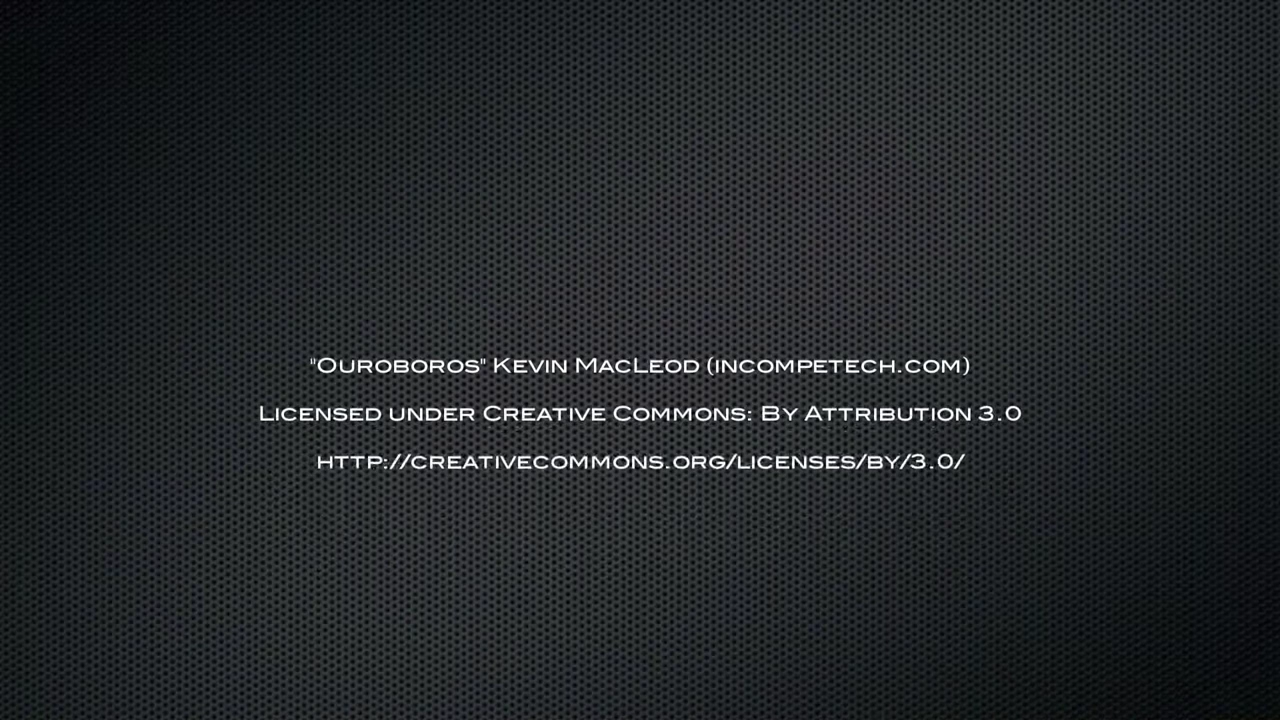 "Ouroboros" Kevin MacLeod (incompetech.com)
Licensed under Creative Commons: By Attribution 3.0
http://creativecommons.org/licenses/by/3.0/